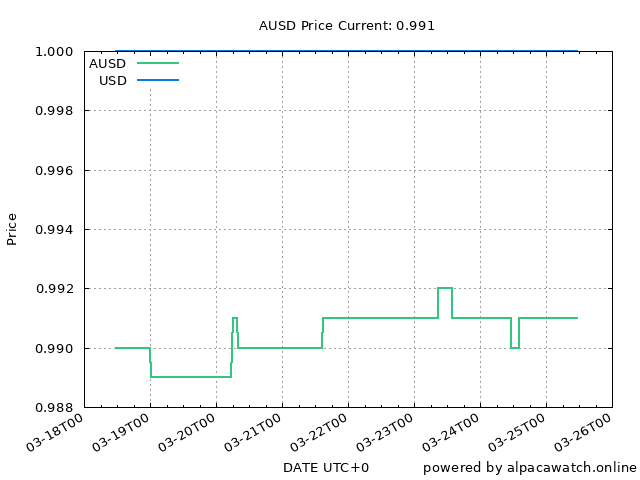 AUSD Price Current: 0.991
1.000
AUSD
USD
0.998
0.996
0.994
Price
0.992
0.990
0.988
03-18T00
03-19T00
03-20T00
03-21T00
03-22T00
03-23T00
03-24T00
03-25T00
03-26T00
DATE UTC+0
powered by alpacawatch.online